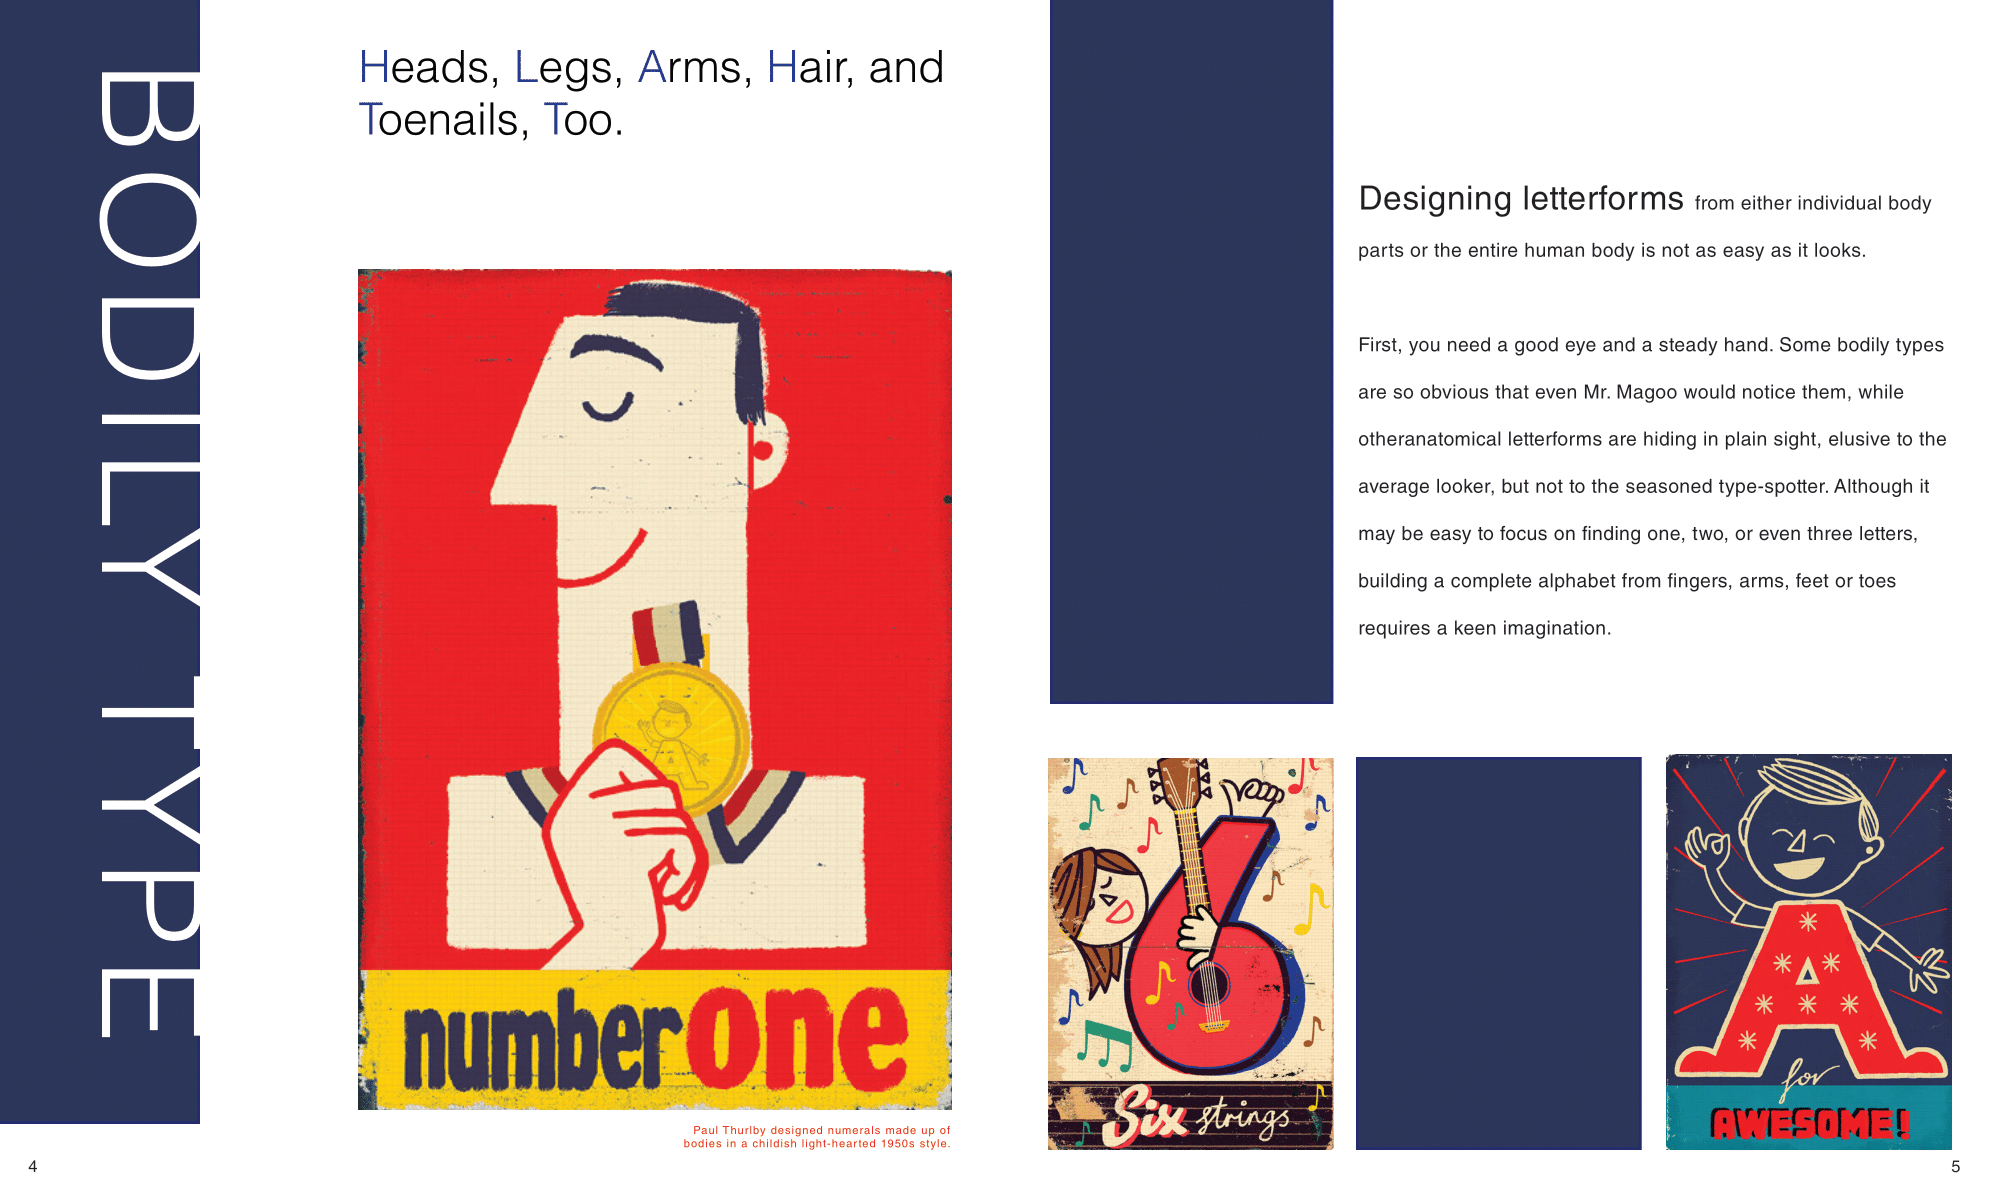 BODILY TYPE
Heads, Legs, Arms, Hair, and
Toenails, Too.
number one
Paul Thurlby designed numerals made up of
bodies in a childish light-hearted 1950s style.
4
Designing letterforms from either individual body
parts or the entire human body is not as easy as it looks.
First, you need a good eye and a steady hand. Some bodily types
are so obvious that even Mr. Magoo would notice them, while
otheranatomical letterforms are hiding in plain sight, elusive to the
average looker, but not to the seasoned type-spotter. Although it
may be easy to focus on finding one, two, or even three letters,
building a complete alphabet from fingers, arms, feet or toes
requires a keen imagination.
6
Six strings
A
for
AWESOME!
5